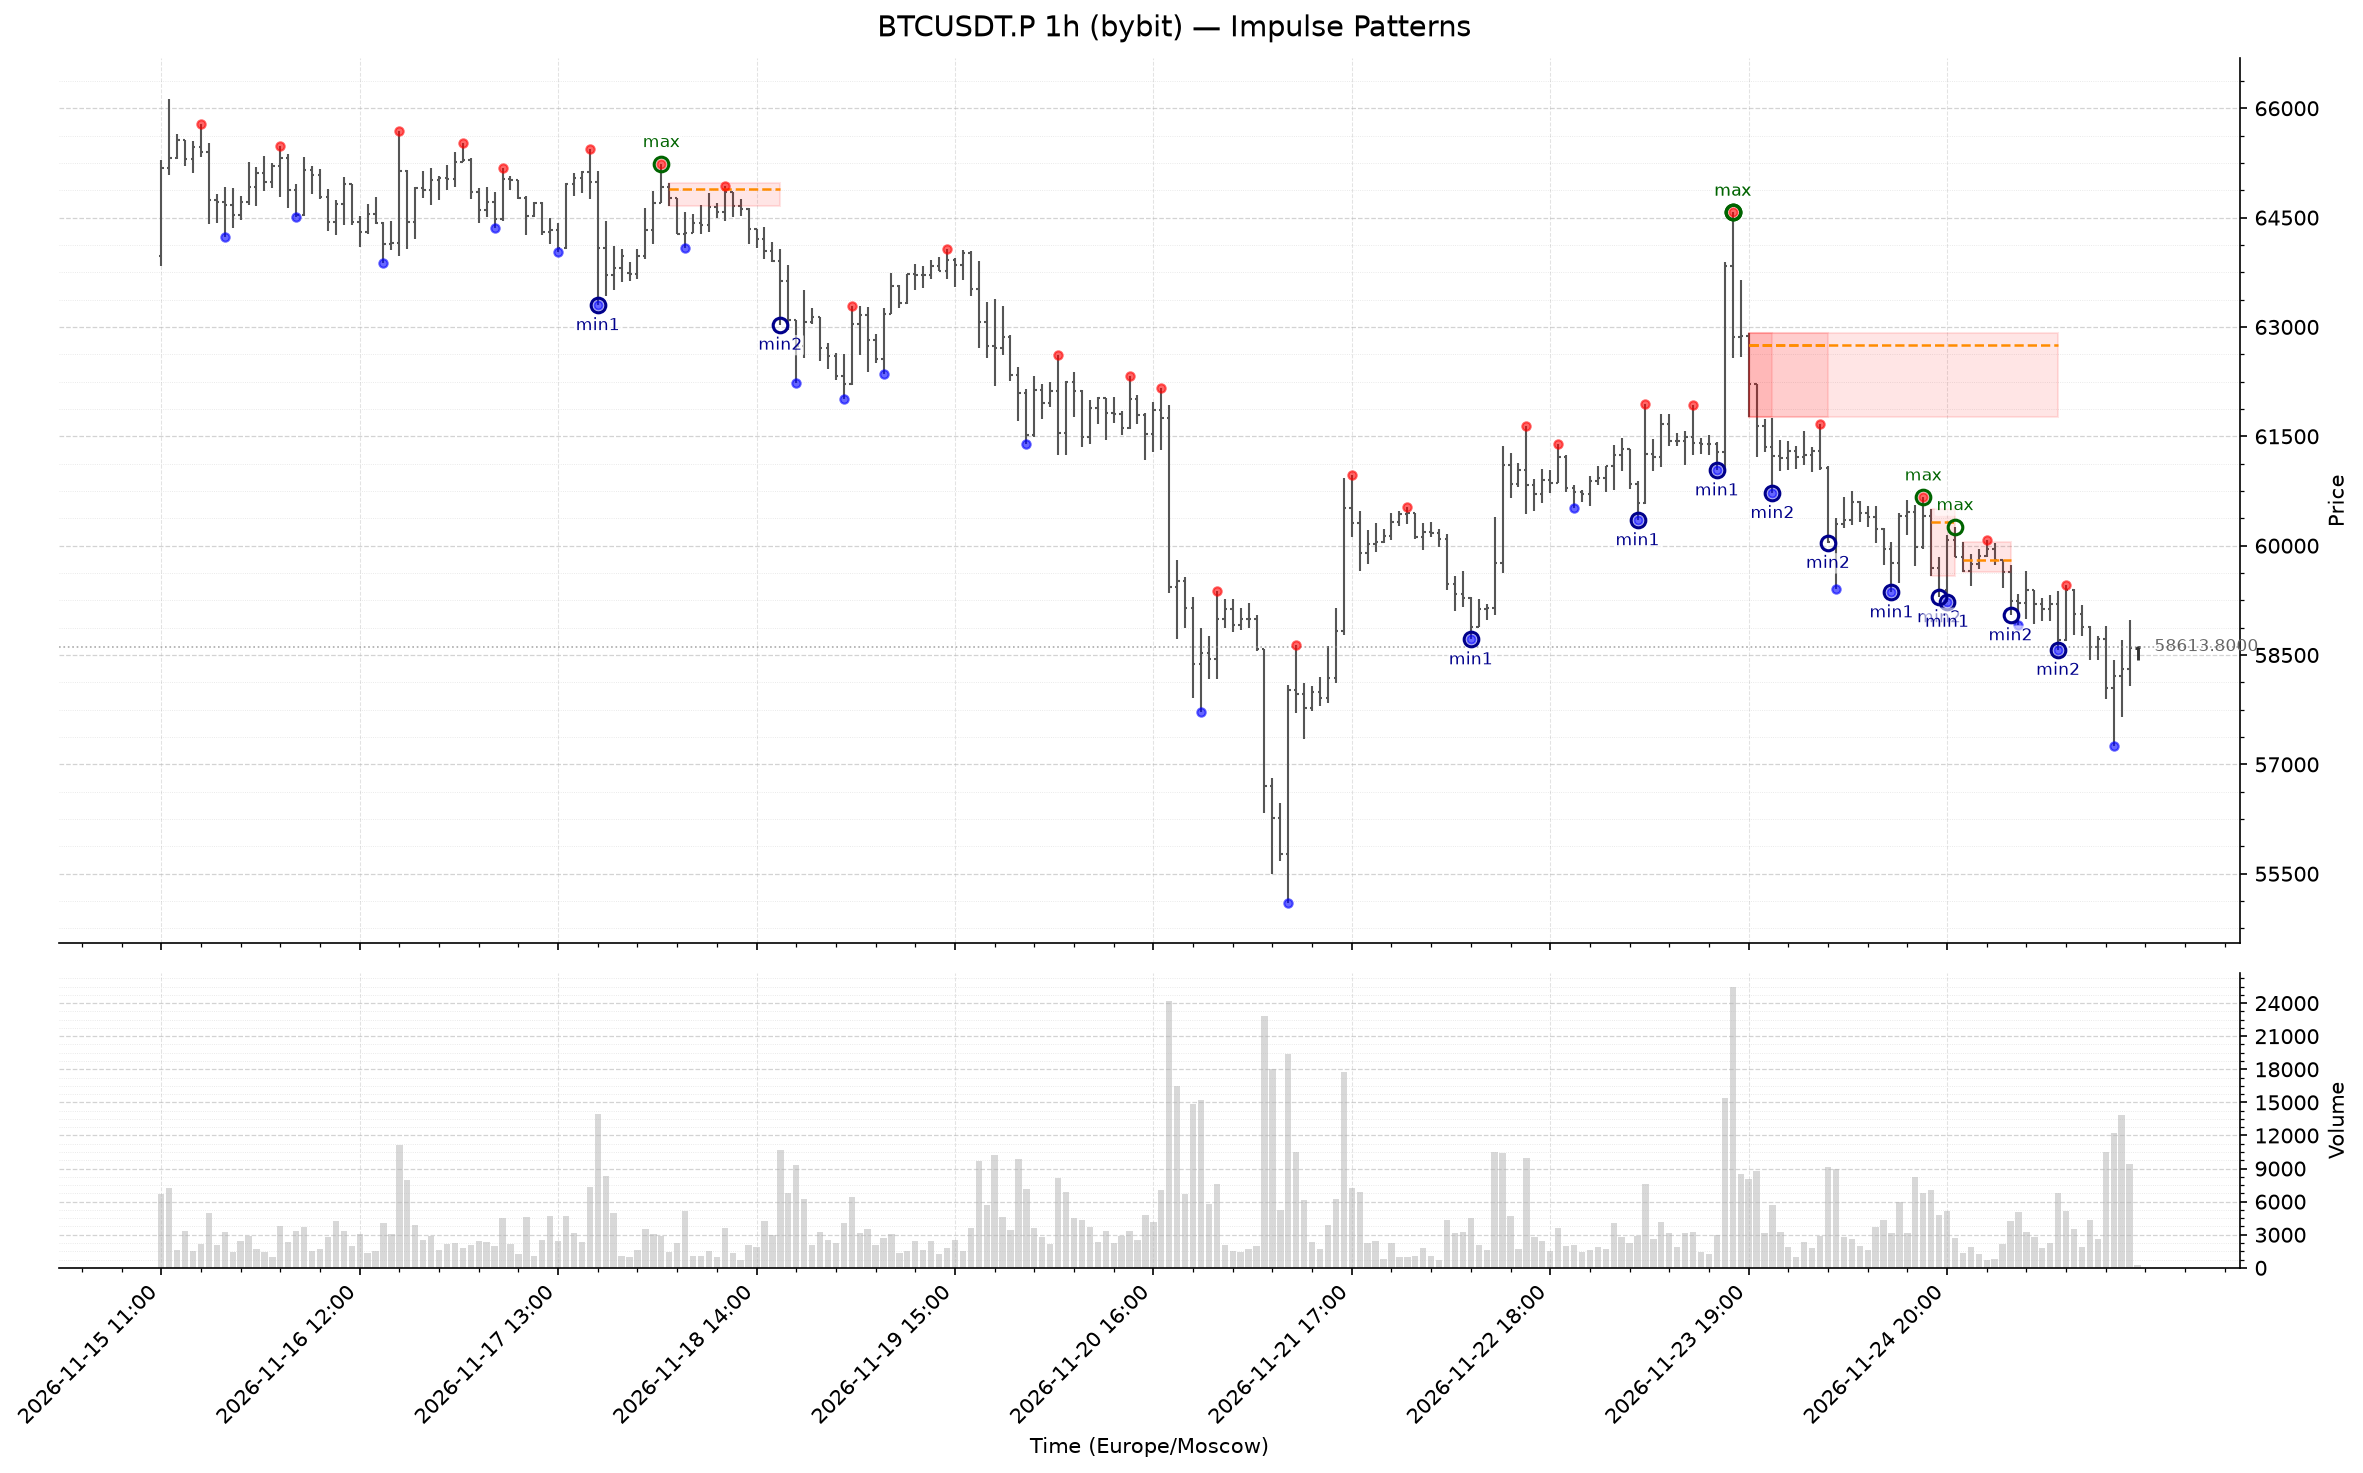 BTCUSDT.P 1h (bybit) — Impulse Patterns
66000
64500
63000
61500
60000
58500
57000
55500
Price
max
min1
min2
min1
min1
max
min1
min2
min2
max
max
min1
min2
min1
min2
min2
58613.8000
24000
21000
18000
15000
12000
9000
6000
3000
0
Volume
2026-11-15 11:00
2026-11-16 12:00
2026-11-17 13:00
2026-11-18 14:00
2026-11-19 15:00
2026-11-20 16:00
2026-11-21 17:00
2026-11-22 18:00
2026-11-23 19:00
2026-11-24 20:00
Time (Europe/Moscow)